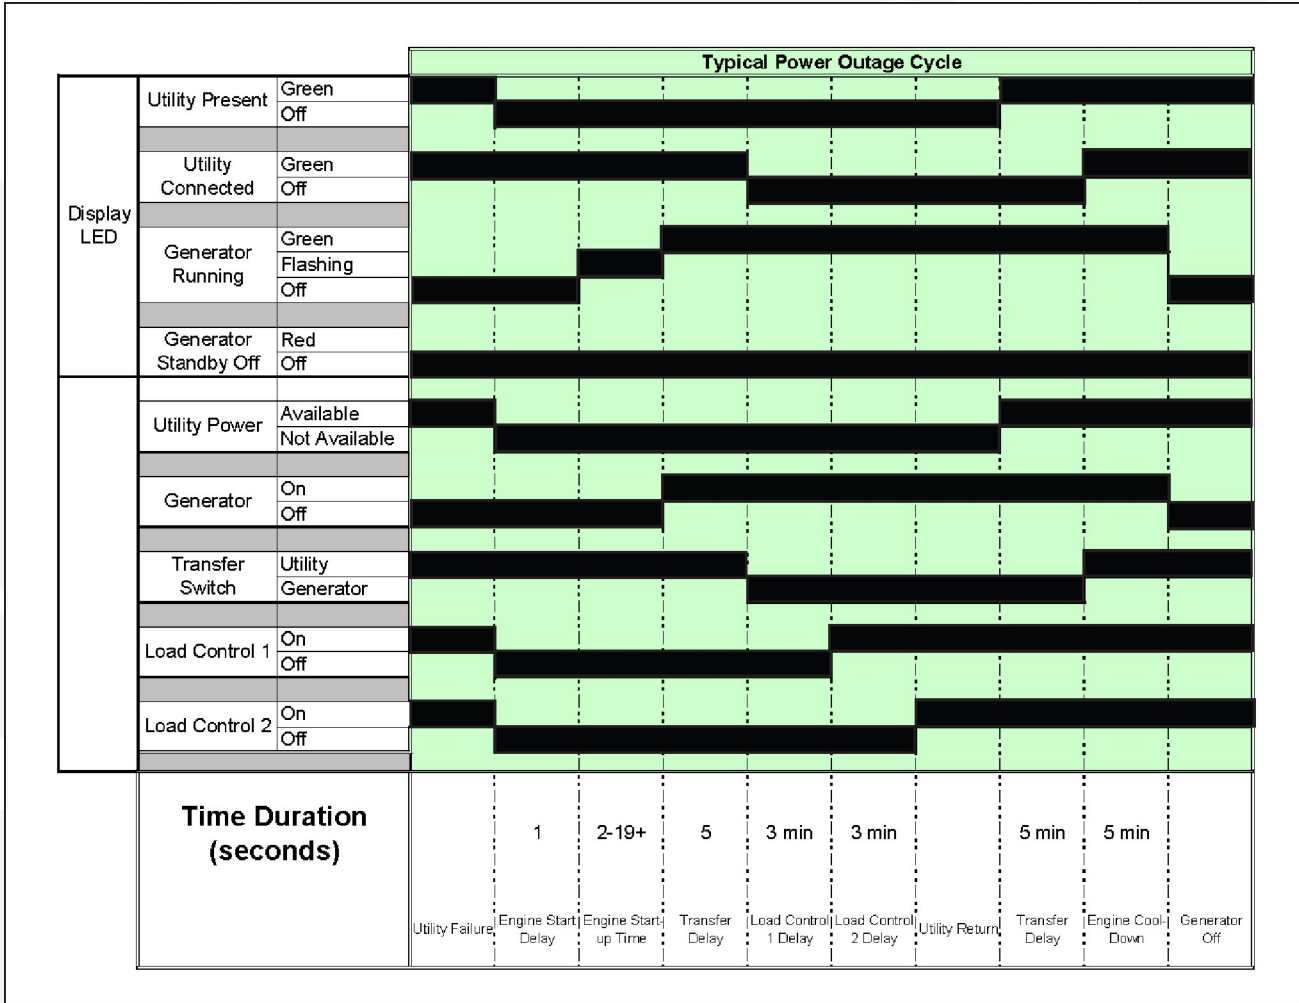 Typical Power Outage Cycle
Display
LED
Utility Present
Green
Off
Utility
Connected
Green
Off
Generator
Running
Green
Flashing
Off
Generator
Standby Off
Red
Off
Utility Power
Available
Not Available
Generator
On
Off
Transfer
Switch
Utility
Generator
Load Control 1
On
Off
Load Control 2
On
Off
Time Duration
(seconds)
1
2-19+
5
3 min
3 min
5 min
5 min
Utility Failure
Engine Start
Delay
Engine Start-
up Time
Transfer
Delay
Load Control
1 Delay
Load Control
2 Delay
Utility Return
Transfer
Delay
Engine Cool-
Down
Generator
Off